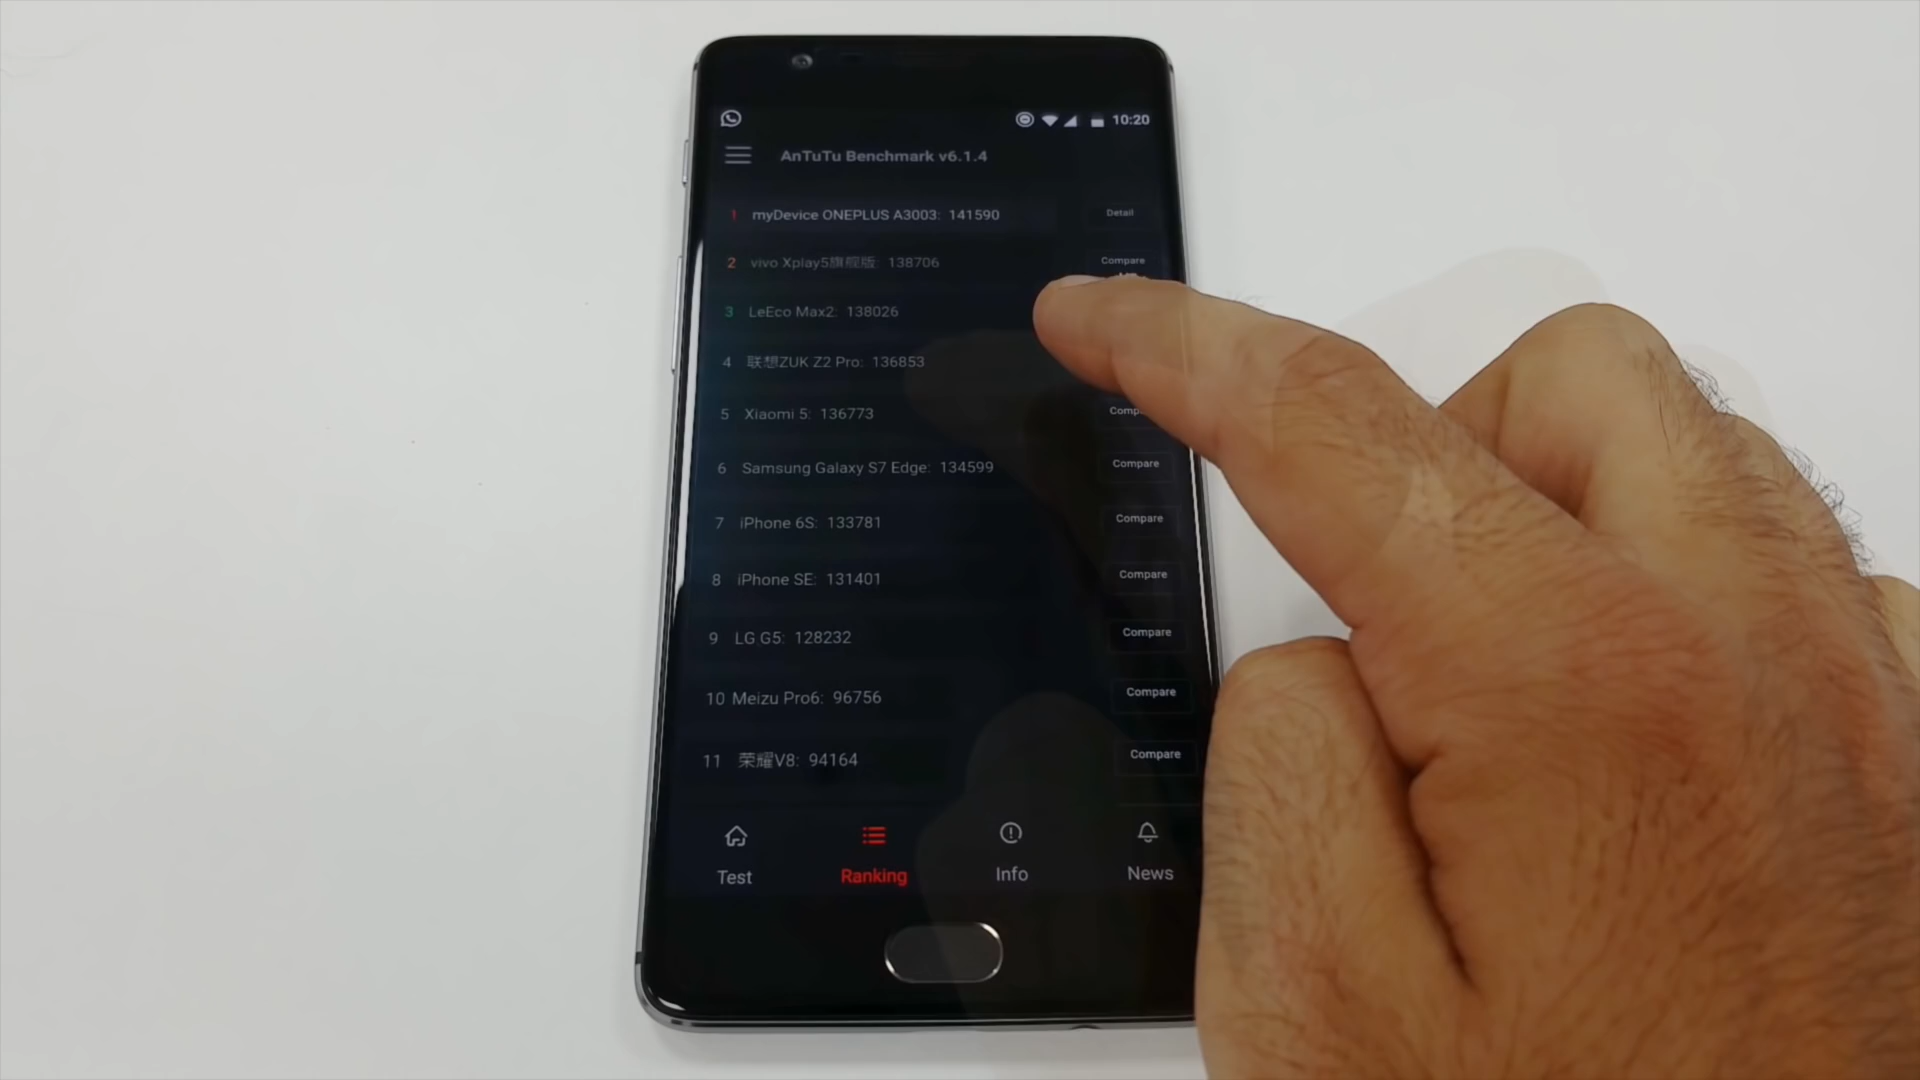 10:20
AnTuTu Benchmark v6.1.4
1 myDevice ONEPLUS A3003: 141590 Detail
2 vivo Xplay5旗舰版: 138706 Compare
3 LeEco Max2: 138026
4 联想ZUK Z2 Pro: 136853
5 Xiaomi 5: 136773
6 Samsung Galaxy S7 Edge: 134599 Compare
7 iPhone 6S: 133781 Compare
8 iPhone SE: 131401 Compare
9 LG G5: 128232 Compare
10 Meizu Pro6: 96756 Compare
11 荣耀V8: 94164 Compare
Test Ranking Info News